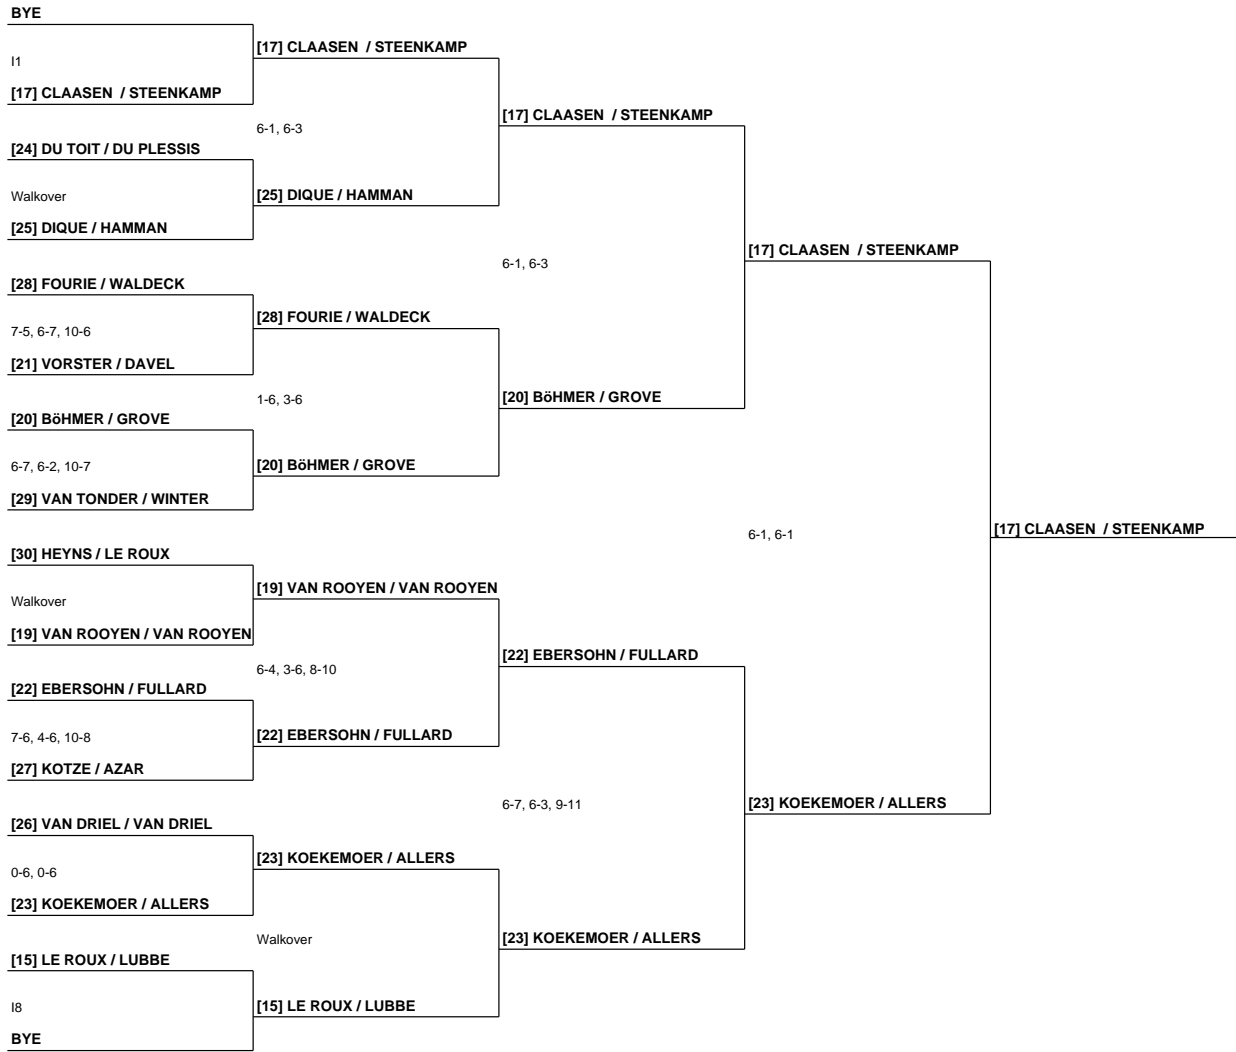 BYE
[17] CLAASEN / STEENKAMP
I1
[17] CLAASEN / STEENKAMP
[17] CLAASEN / STEENKAMP
6-1, 6-3
[24] DU TOIT / DU PLESSIS
Walkover
[25] DIQUE / HAMMAN
[25] DIQUE / HAMMAN
[17] CLAASEN / STEENKAMP
6-1, 6-3
[28] FOURIE / WALDECK
[28] FOURIE / WALDECK
7-5, 6-7, 10-6
[21] VORSTER / DAVEL
[20] BöHMER / GROVE
1-6, 3-6
[20] BöHMER / GROVE
[20] BöHMER / GROVE
6-7, 6-2, 10-7
[29] VAN TONDER / WINTER
[17] CLAASEN / STEENKAMP
6-1, 6-1
[30] HEYNS / LE ROUX
[19] VAN ROOYEN / VAN ROOYEN
Walkover
[19] VAN ROOYEN / VAN ROOYEN
[22] EBERSOHN / FULLARD
6-4, 3-6, 8-10
[22] EBERSOHN / FULLARD
[22] EBERSOHN / FULLARD
7-6, 4-6, 10-8
[27] KOTZE / AZAR
[23] KOEKEMOER / ALLERS
6-7, 6-3, 9-11
[26] VAN DRIEL / VAN DRIEL
[23] KOEKEMOER / ALLERS
0-6, 0-6
[23] KOEKEMOER / ALLERS
[23] KOEKEMOER / ALLERS
Walkover
[15] LE ROUX / LUBBE
[15] LE ROUX / LUBBE
I8
BYE